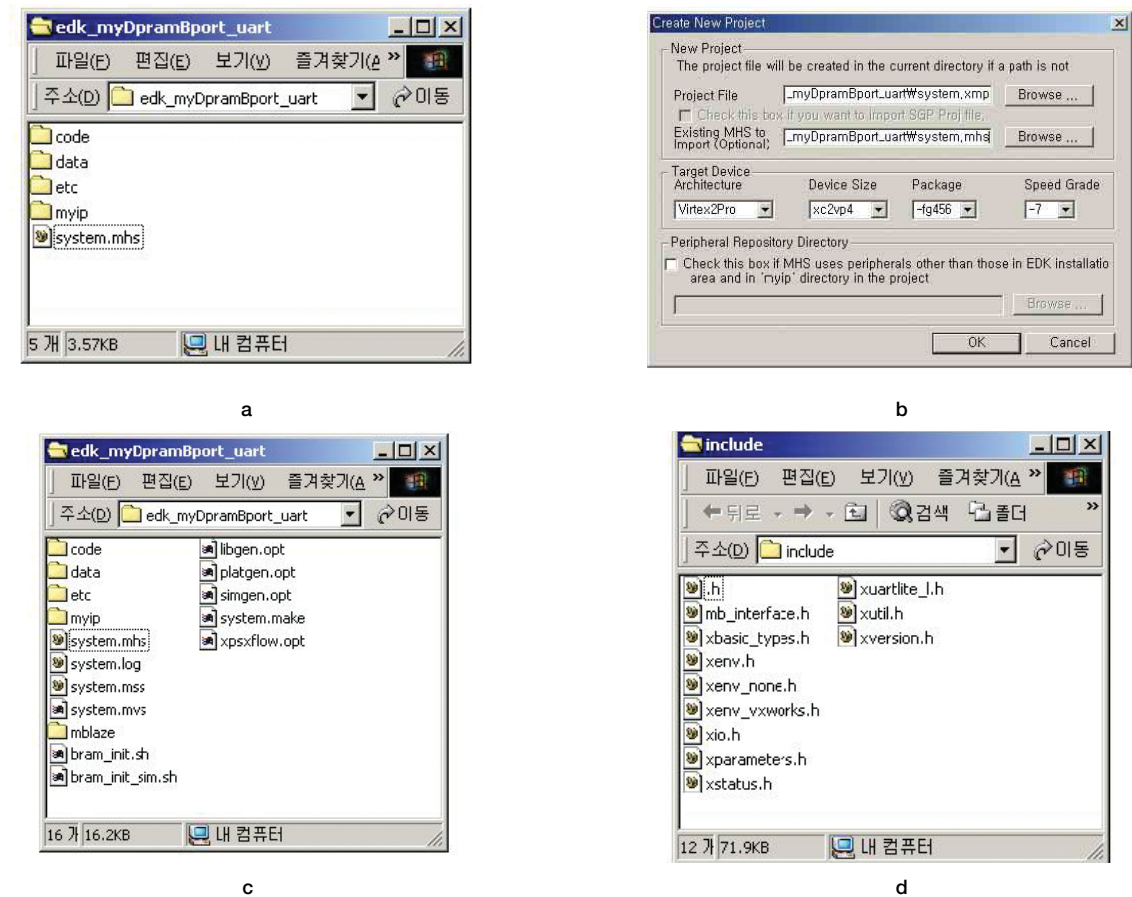 edk_myDpramBport_uart
파일(F) 편집(E) 보기(V) 즐겨찾기(A »
주소(D) edk_myDpramBport_uart 이동
code
data
etc
myip
system.mhs
5 개 3.57KB 내 컴퓨터
a
Create New Project
New Project
The project file will be created in the current directory if a path is not
Project File _myDpramBport_uart₩system,xmp Browse ...
Check this box if you want to Import SGP Proj file,
Existing MHS to
Import (Optional) _myDpramBport_uart₩system,mhs Browse ...
Target Device
Architecture Device Size Package Speed Grade
Virtex2Pro xc2vp4 -fg456 -7
Peripheral Repository Directory
Check this box if MHS uses peripherals other than those in EDK installatio
area and in 'myip' directory in the project
Browse ...
OK Cancel
b
edk_myDpramBport_uart
파일(F) 편집(E) 보기(V) 즐겨찾기(A »
주소(D) edk_myDpramBport_uart 이동
code
data
etc
myip
system.mhs
system.log
system.mss
system.mvs
mblaze
bram_init.sh
bram_init_sim.sh
libgen.opt
platgen.opt
simgen.opt
system.make
xpsxflow.opt
16 개 16.2KB 내 컴퓨터
c
include
파일(F) 편집(E) 보기(V) 즐겨찾기(A »
뒤로 검색 폴더 »
주소(D) include 이동
.h
mb_interface.h
xbasic_types.h
xenv.h
xenv_none.h
xenv_vxworks.h
xio.h
xparameters.h
xstatus.h
xuartlite_l.h
xutil.h
xversion.h
12 개 71.9KB 내 컴퓨터
d